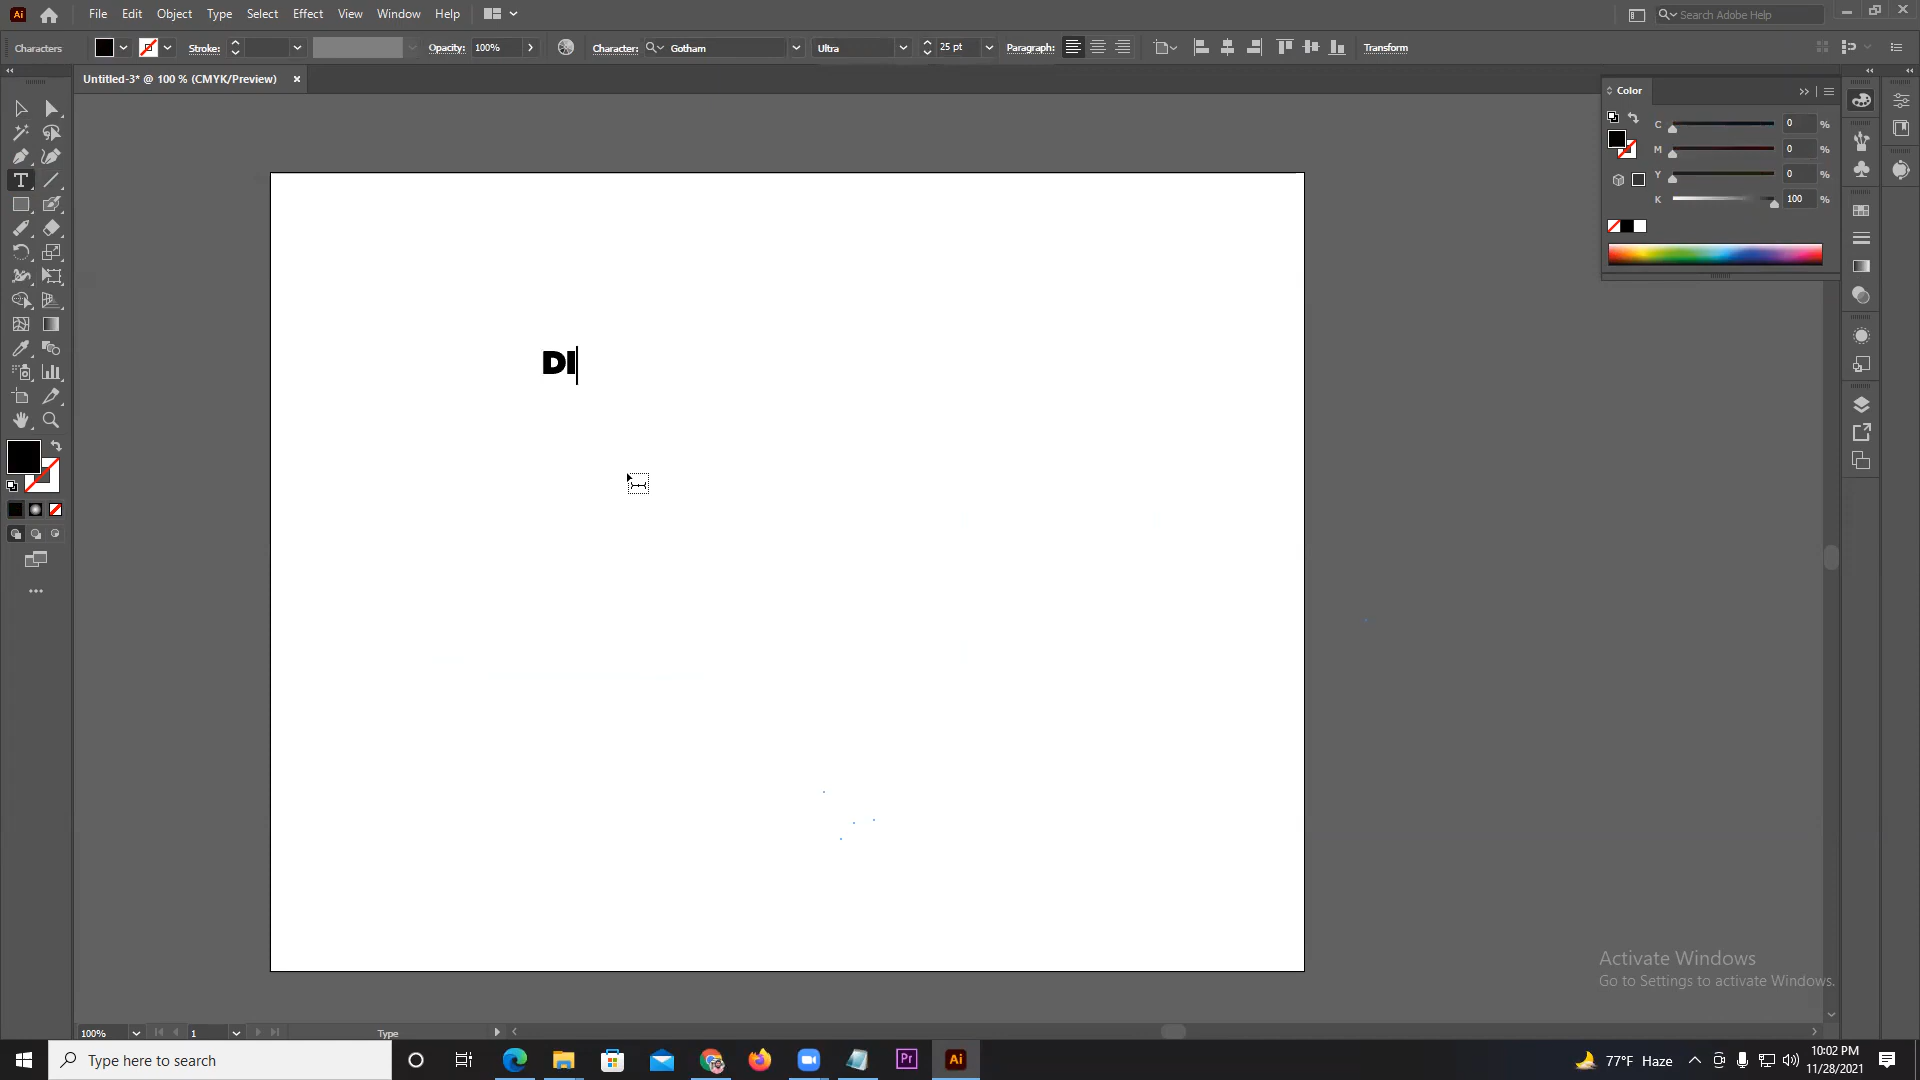 Ai
File Edit Object Type Select Effect View Window Help
Search Adobe Help
Characters
Stroke:
Opacity: 100%
Character: Gotham
Ultra
25 pt
Paragraph:
Transform
Untitled-3* @ 100 % (CMYK/Preview)
Color
C 0 %
M 0 %
Y 0 %
K 100 %
DI
Activate Windows
Go to Settings to activate Windows.
100%
1
Type
Type here to search
Pr
Ai
77°F Haze
10:02 PM
11/28/2021